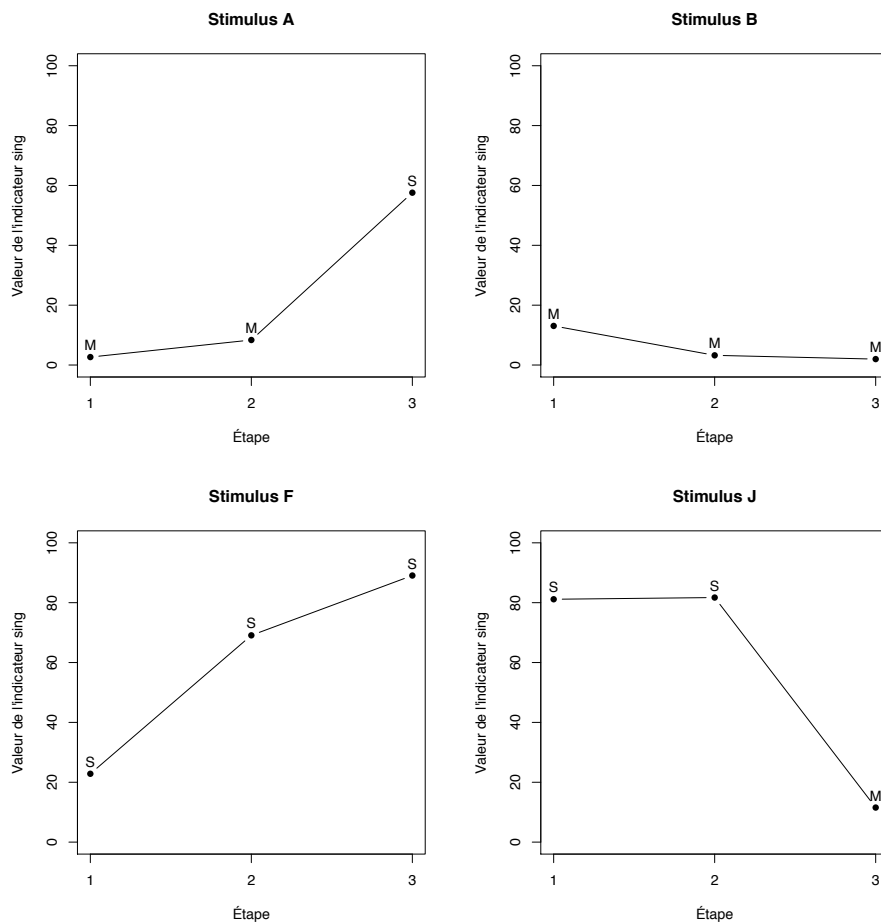 Stimulus A
Valeur de l'indicateur sing
100
80
60
40
20
0
M
M
S
1
2
3
Étape
Stimulus B
Valeur de l'indicateur sing
100
80
60
40
20
0
M
M
M
1
2
3
Étape
Stimulus F
Valeur de l'indicateur sing
100
80
60
40
20
0
S
S
S
1
2
3
Étape
Stimulus J
Valeur de l'indicateur sing
100
80
60
40
20
0
S
S
M
1
2
3
Étape